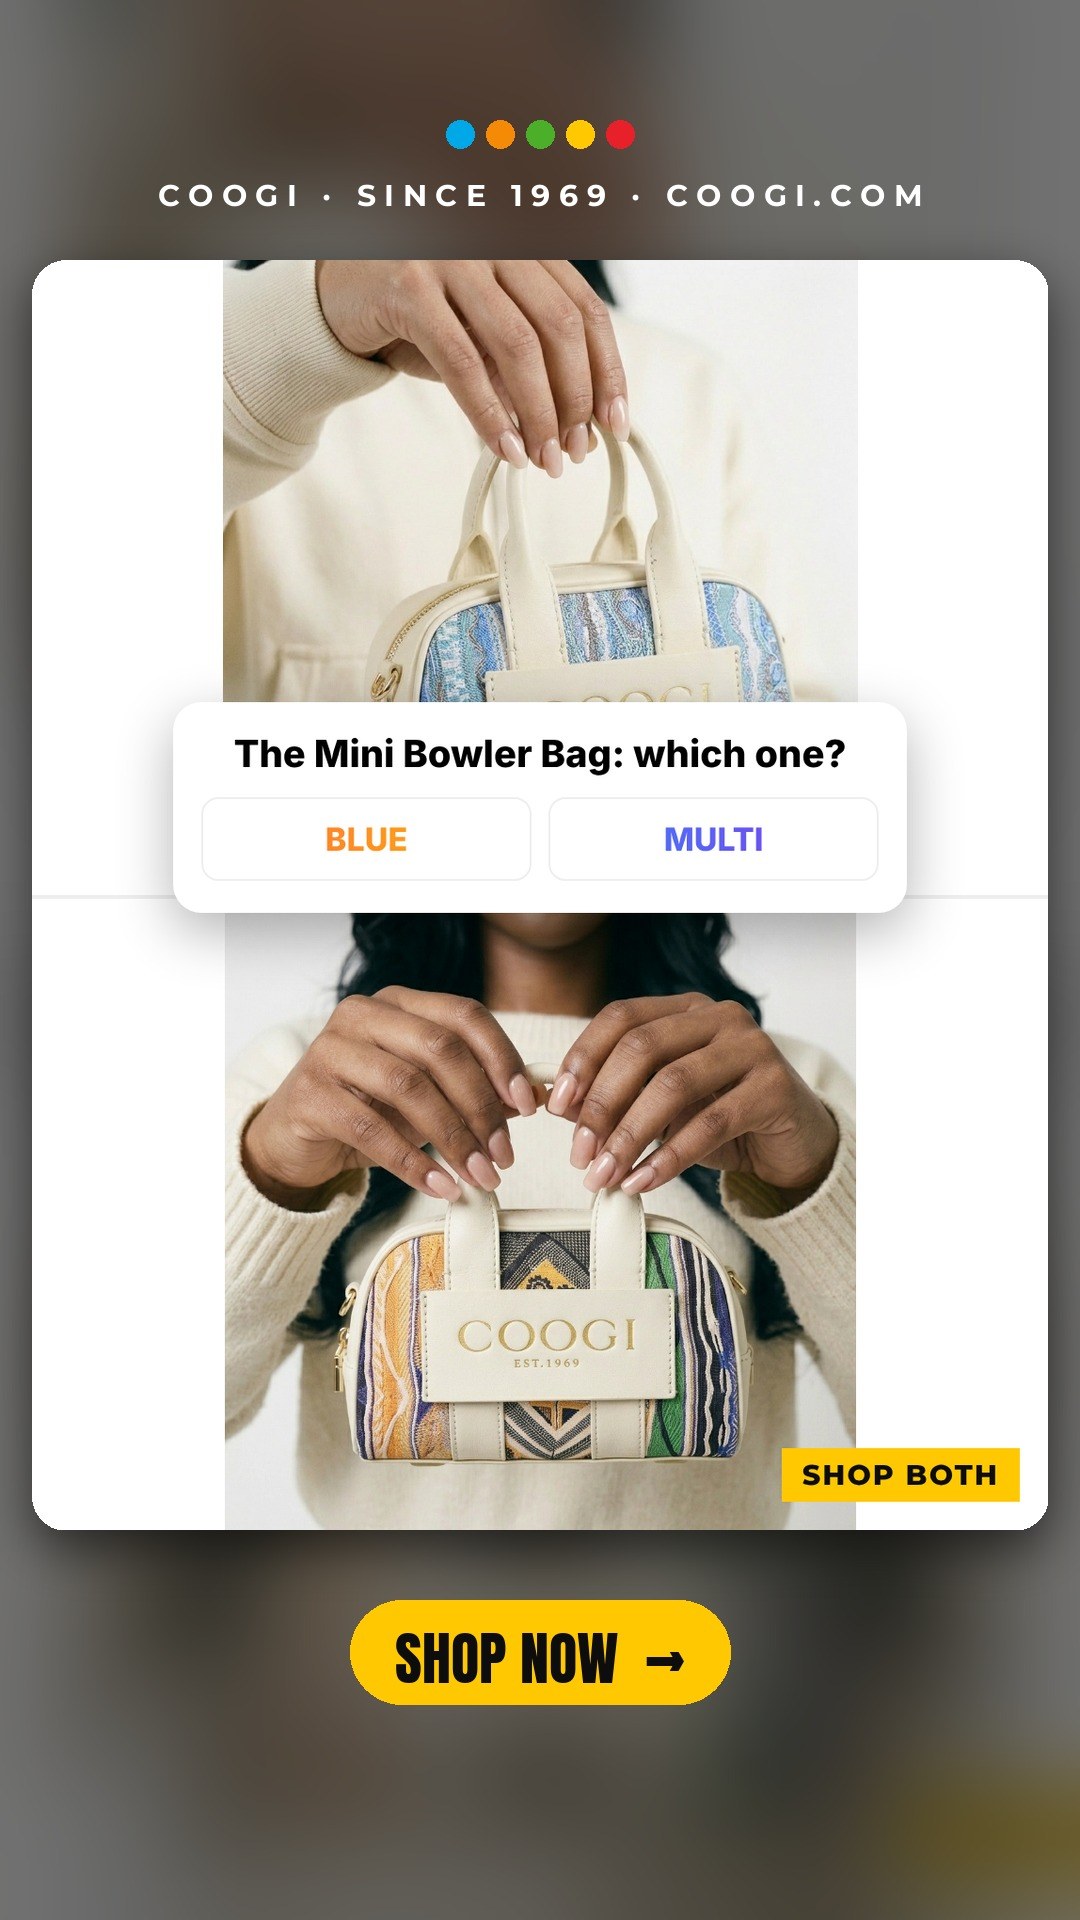 COOGI · SINCE 1969 · COOGI.COM
COOGI
The Mini Bowler Bag: which one?
BLUE
MULTI
COOGI
EST.1969
SHOP BOTH
SHOP NOW →